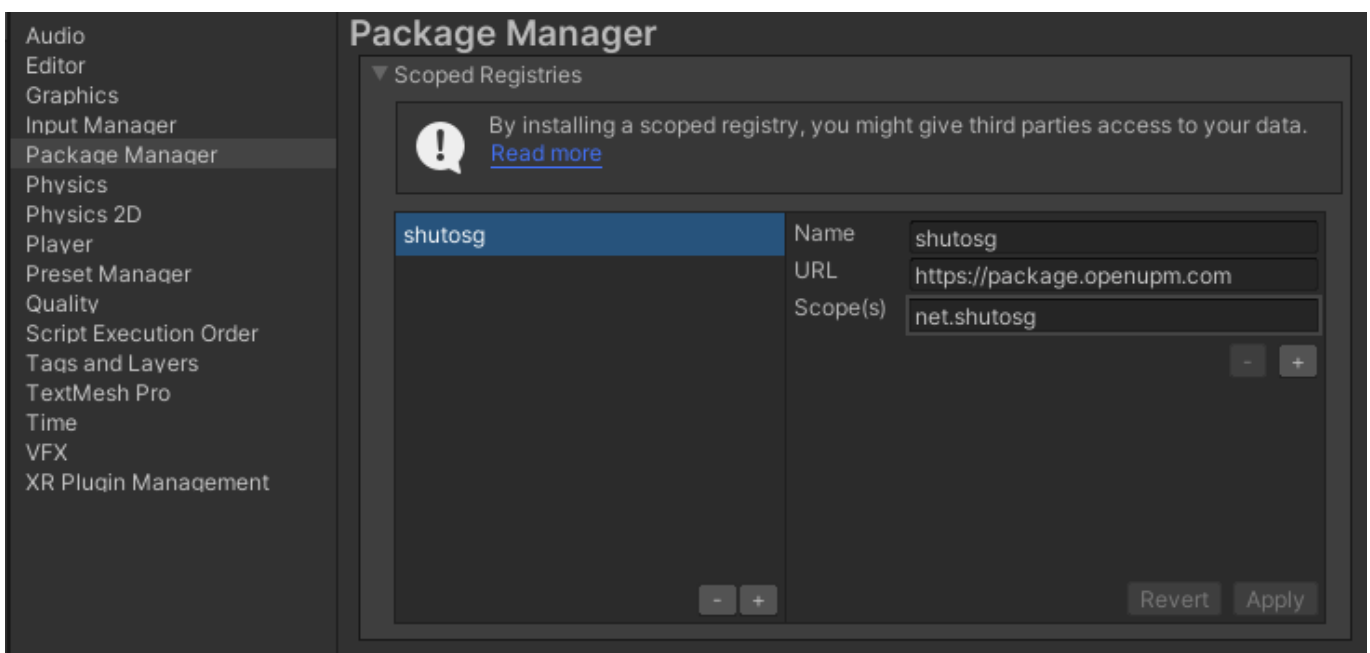 Audio
Editor
Graphics
Input Manager
Package Manager
Physics
Physics 2D
Player
Preset Manager
Quality
Script Execution Order
Tags and Layers
TextMesh Pro
Time
VFX
XR Plugin Management
Package Manager
Scoped Registries
By installing a scoped registry, you might give third parties access to your data.
Read more
shutosg
Name shutosg
URL https://package.openupm.com
Scope(s) net.shutosg
- +
- +
Revert Apply